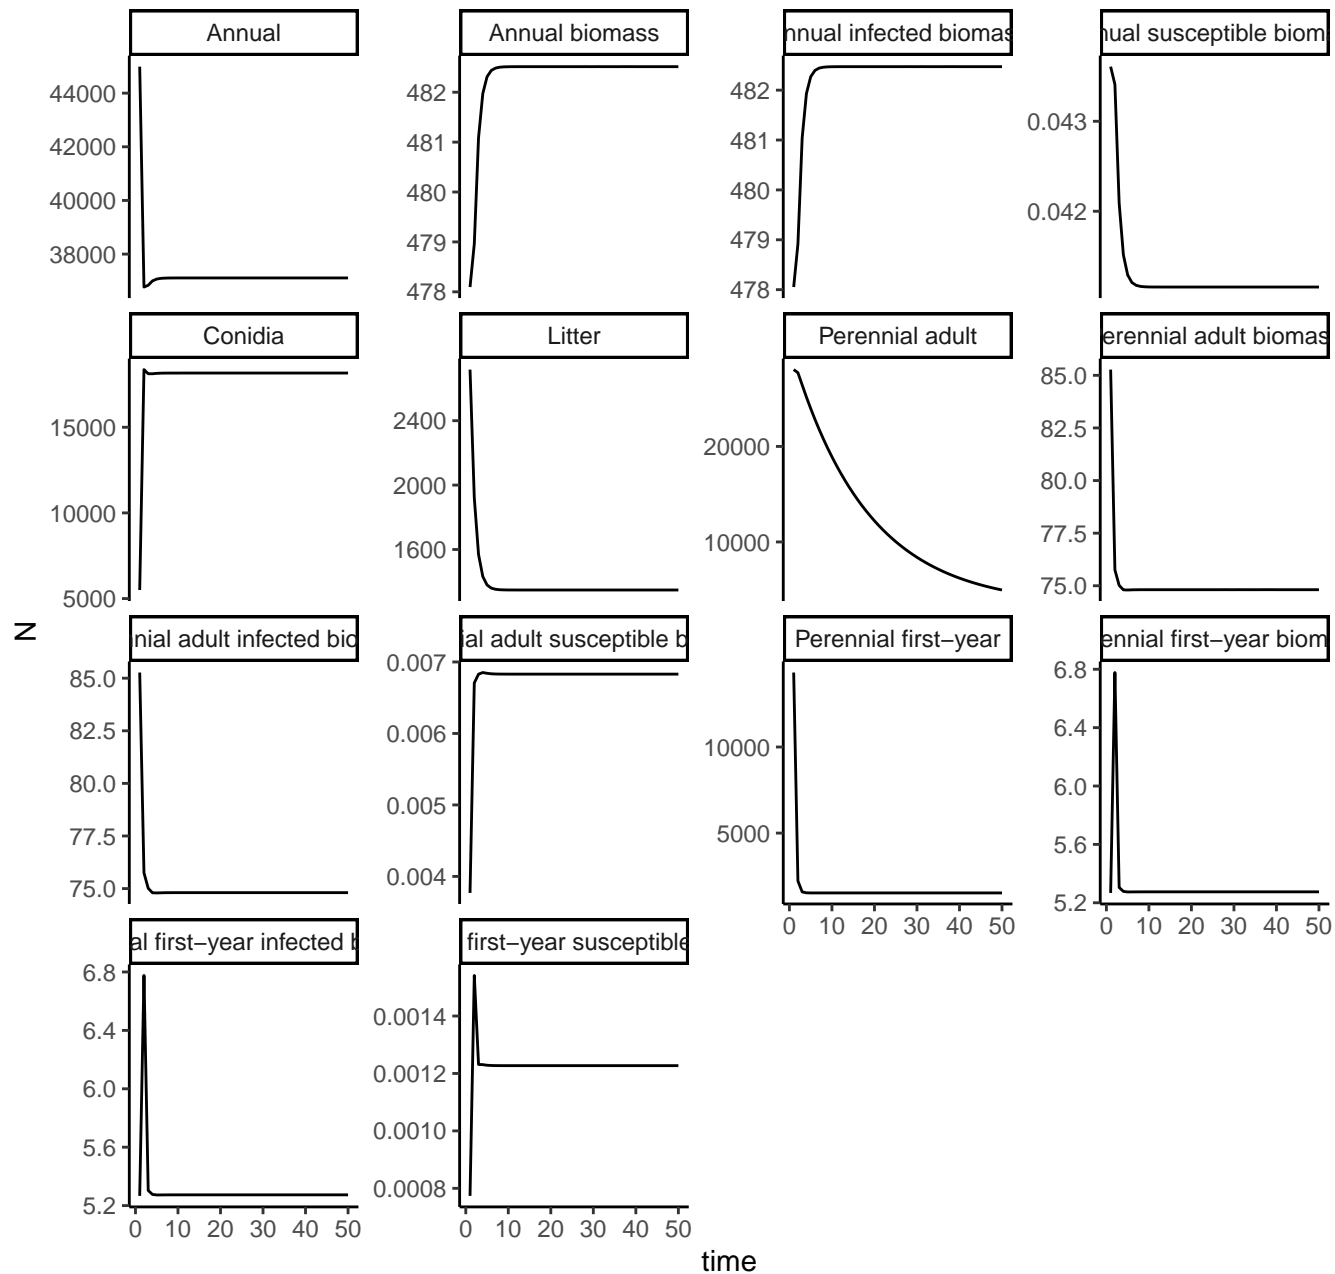 Annual
Annual biomass
nnual infected biomas
nual susceptible biom
44000
42000
40000
38000
482
481
480
479
478
482
481
480
479
478
0.043
0.042
Conidia
Litter
Perennial adult
erennial adult biomas
15000
10000
5000
2400
2000
1600
20000
10000
85.0
82.5
80.0
77.5
75.0
N
nial adult infected bio
ial adult susceptible b
Perennial first−year
ennial first−year biom
85.0
82.5
80.0
77.5
75.0
0.007
0.006
0.005
0.004
10000
5000
6.8
6.4
6.0
5.6
5.2
0 10 20 30 40 50
0 10 20 30 40 50
al first−year infected b
first−year susceptible
6.8
6.4
6.0
5.6
5.2
0.0014
0.0012
0.0010
0.0008
0 10 20 30 40 50
0 10 20 30 40 50
time